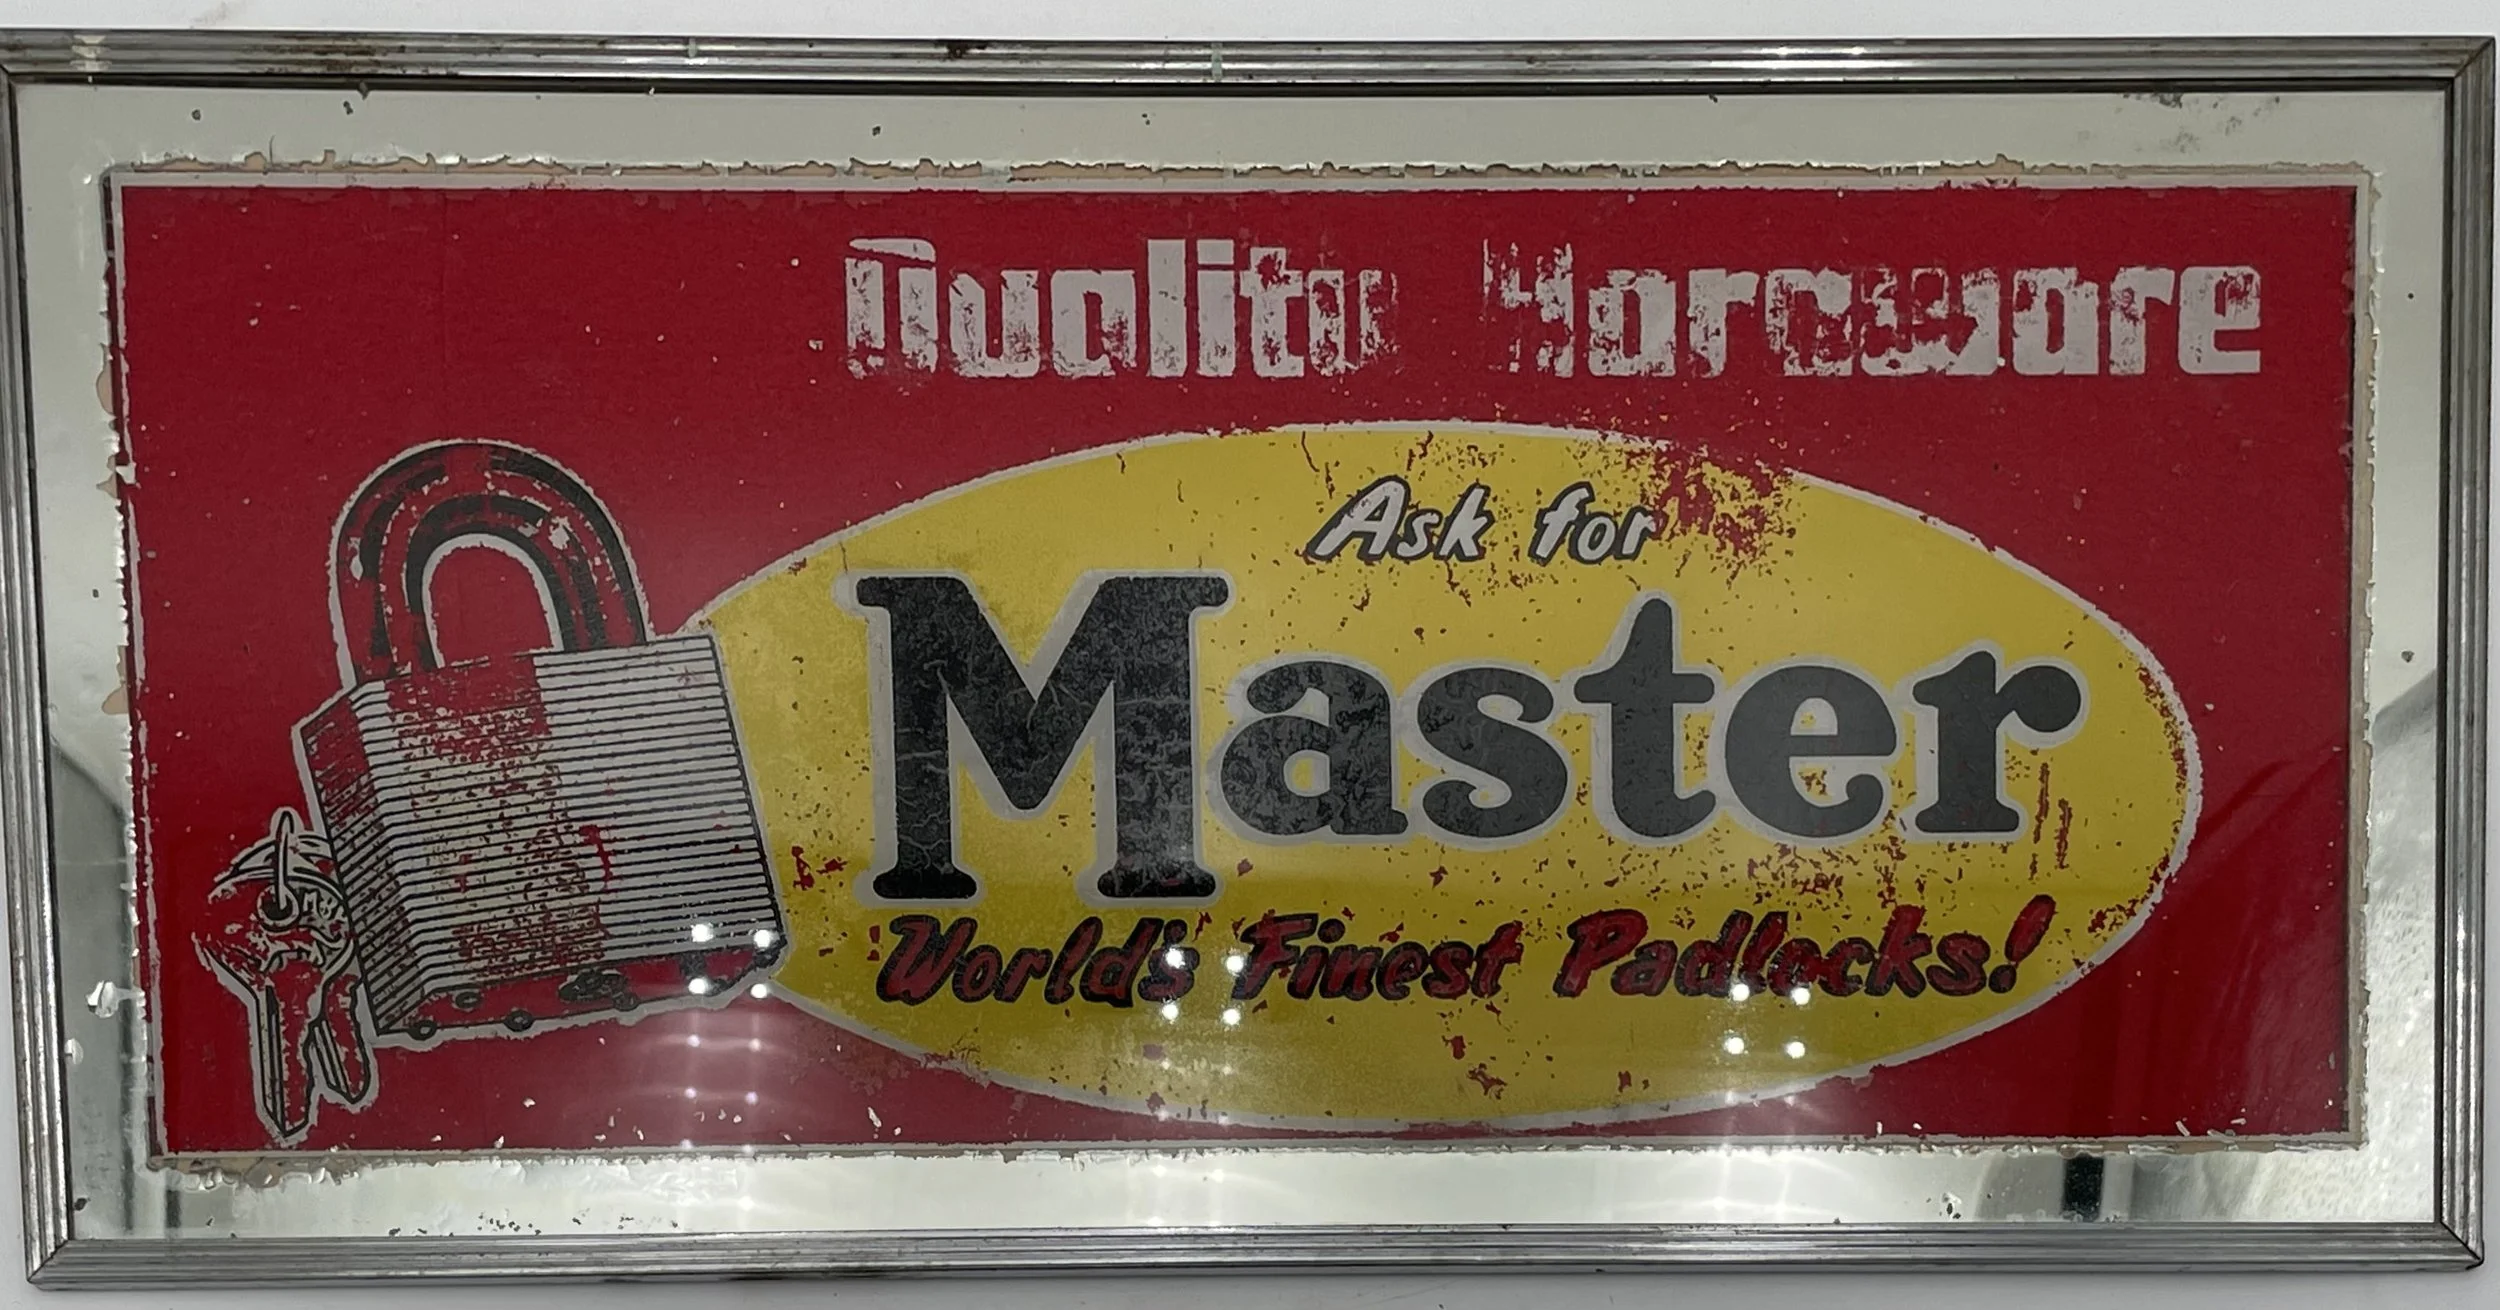 Quality Hardware
Ask for
Master
World's Finest Padlocks!